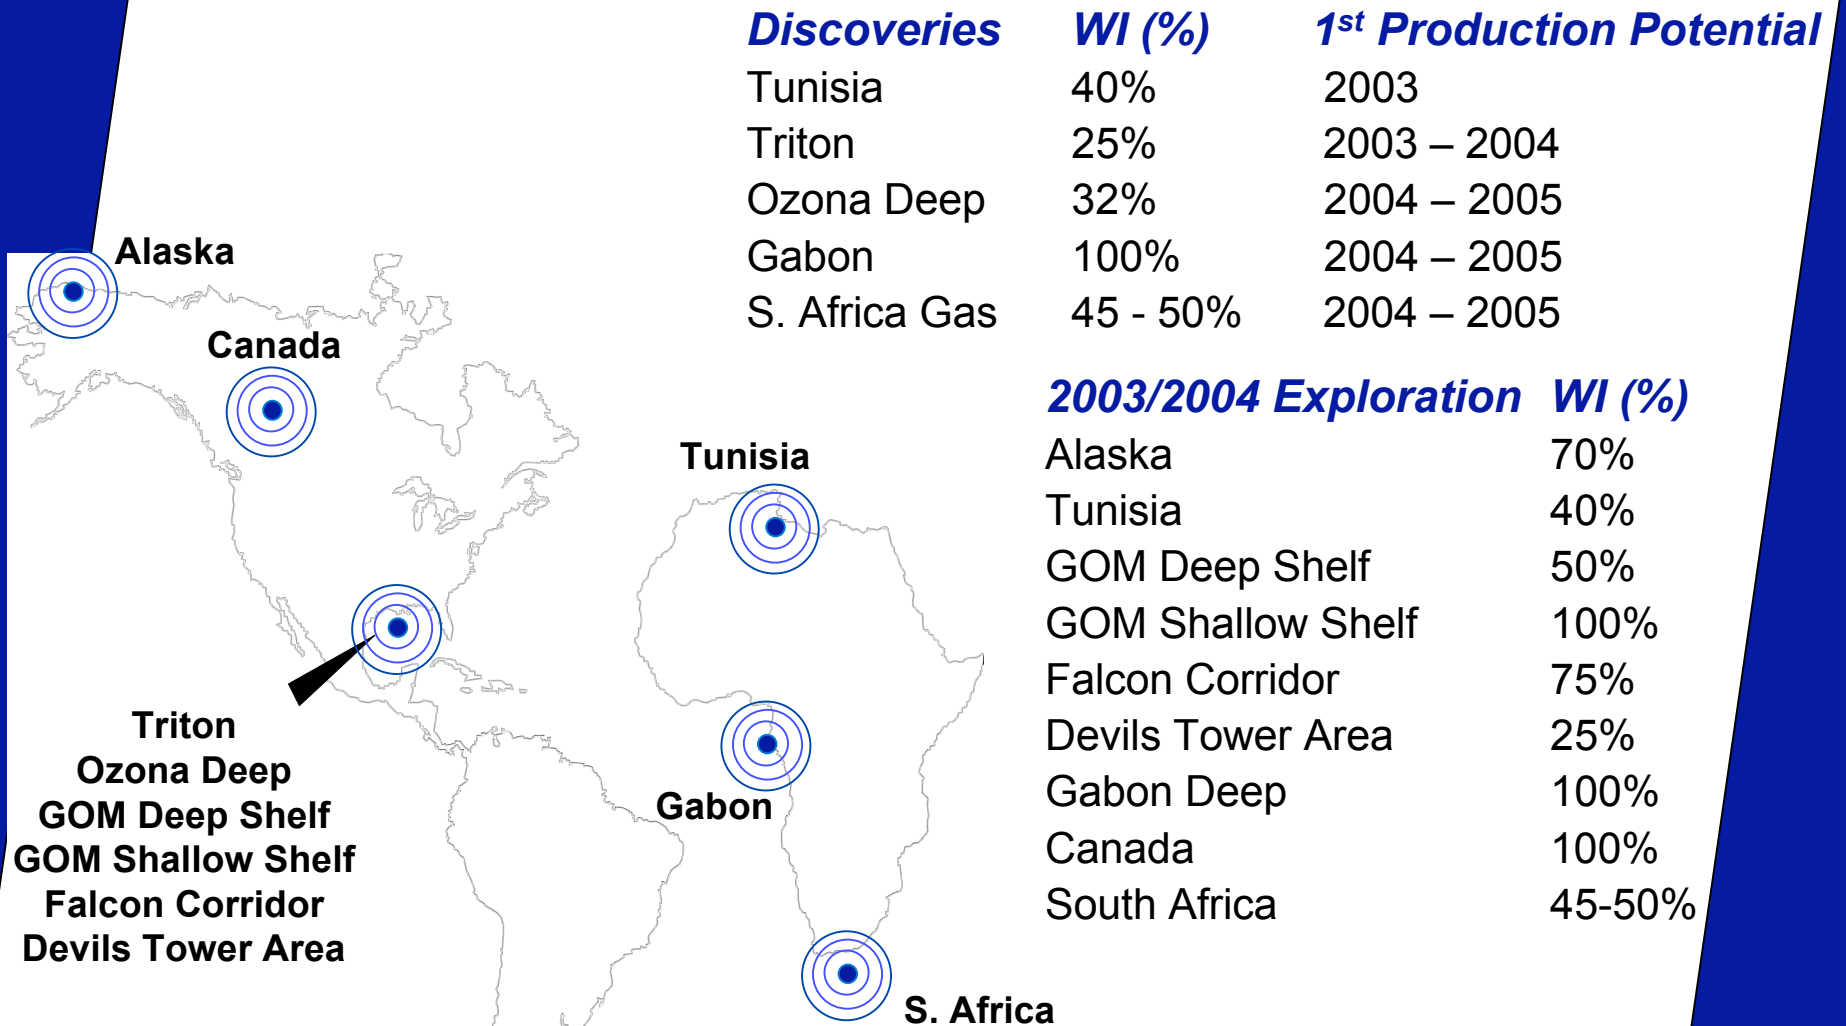 Discoveries WI (%) 1st Production Potential
Tunisia 40% 2003
Triton 25% 2003 – 2004
Ozona Deep 32% 2004 – 2005
Gabon 100% 2004 – 2005
S. Africa Gas 45 - 50% 2004 – 2005
2003/2004 Exploration WI (%)
Alaska 70%
Tunisia 40%
GOM Deep Shelf 50%
GOM Shallow Shelf 100%
Falcon Corridor 75%
Devils Tower Area 25%
Gabon Deep 100%
Canada 100%
South Africa 45-50%
Alaska
Canada
Tunisia
Triton
Ozona Deep
GOM Deep Shelf
GOM Shallow Shelf
Falcon Corridor
Devils Tower Area
Gabon
S. Africa